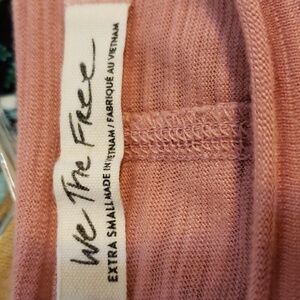 We The Free
EXTRA SMALL MADE IN VIETNAM / FABRIQUÉ AU VIETNAM